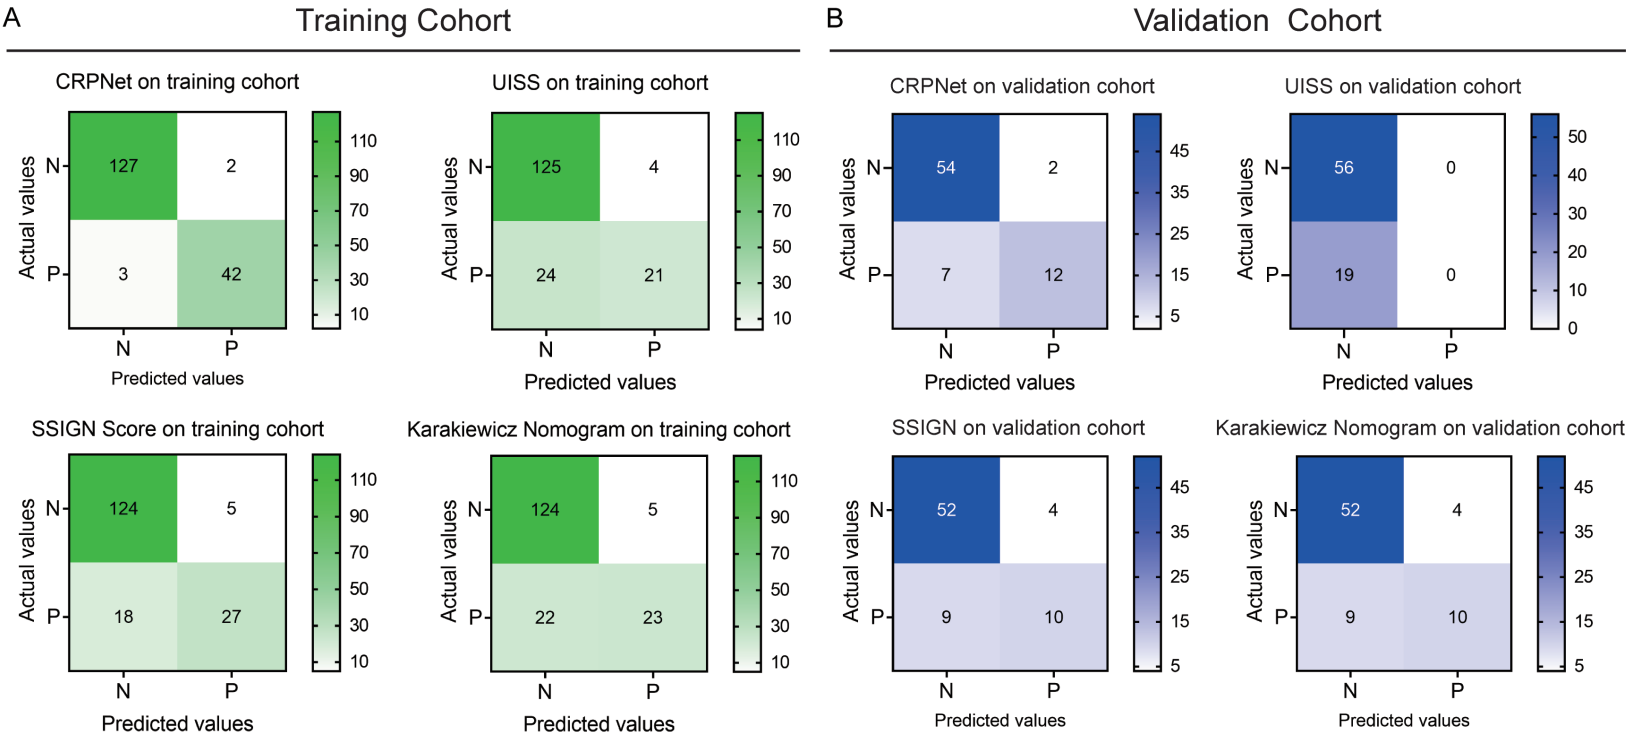 A
Training Cohort
CRPNet on training cohort
Actual values
N
127
2
P
3
42
N
P
Predicted values
110
90
70
50
30
10
UISS on training cohort
Actual values
N
125
4
P
24
21
N
P
Predicted values
110
90
70
50
30
10
SSIGN Score on training cohort
Actual values
N
124
5
P
18
27
N
P
Predicted values
110
90
70
50
30
10
Karakiewicz Nomogram on training cohort
Actual values
N
124
5
P
22
23
N
P
Predicted values
110
90
70
50
30
10
B
Validation Cohort
CRPNet on validation cohort
Actual values
N
54
2
P
7
12
N
P
Predicted values
45
35
25
15
5
UISS on validation cohort
Actual values
N
56
0
P
19
0
N
P
Predicted values
50
40
30
20
10
0
SSIGN on validation cohort
Actual values
N
52
4
P
9
10
N
P
Predicted values
45
35
25
15
5
Karakiewicz Nomogram on validation cohort
Actual values
N
52
4
P
9
10
N
P
Predicted values
45
35
25
15
5